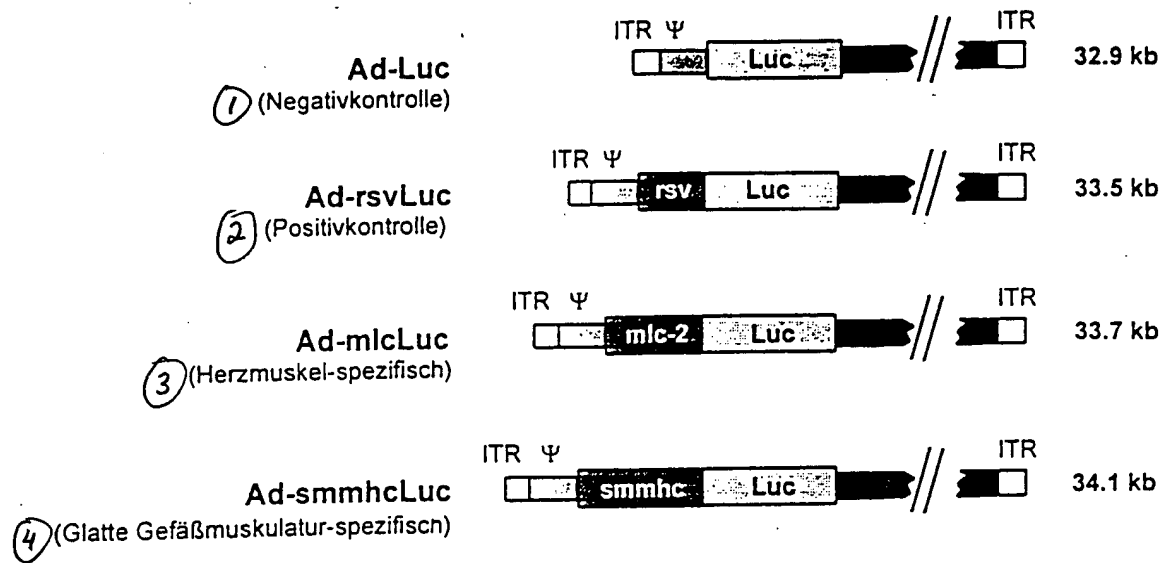 ITR Ψ ITR
Ad-Luc Luc 32.9 kb
1 (Negativkontrolle)
ITR Ψ ITR
Ad-rsvLuc rsv Luc 33.5 kb
2 (Positivkontrolle)
ITR Ψ ITR
Ad-mlcLuc mlc-2 Luc 33.7 kb
3 (Herzmuskel-spezifisch)
ITR Ψ ITR
Ad-smmhcLuc smmhc Luc 34.1 kb
4 (Glatte Gefäßmuskulatur-spezifisch)